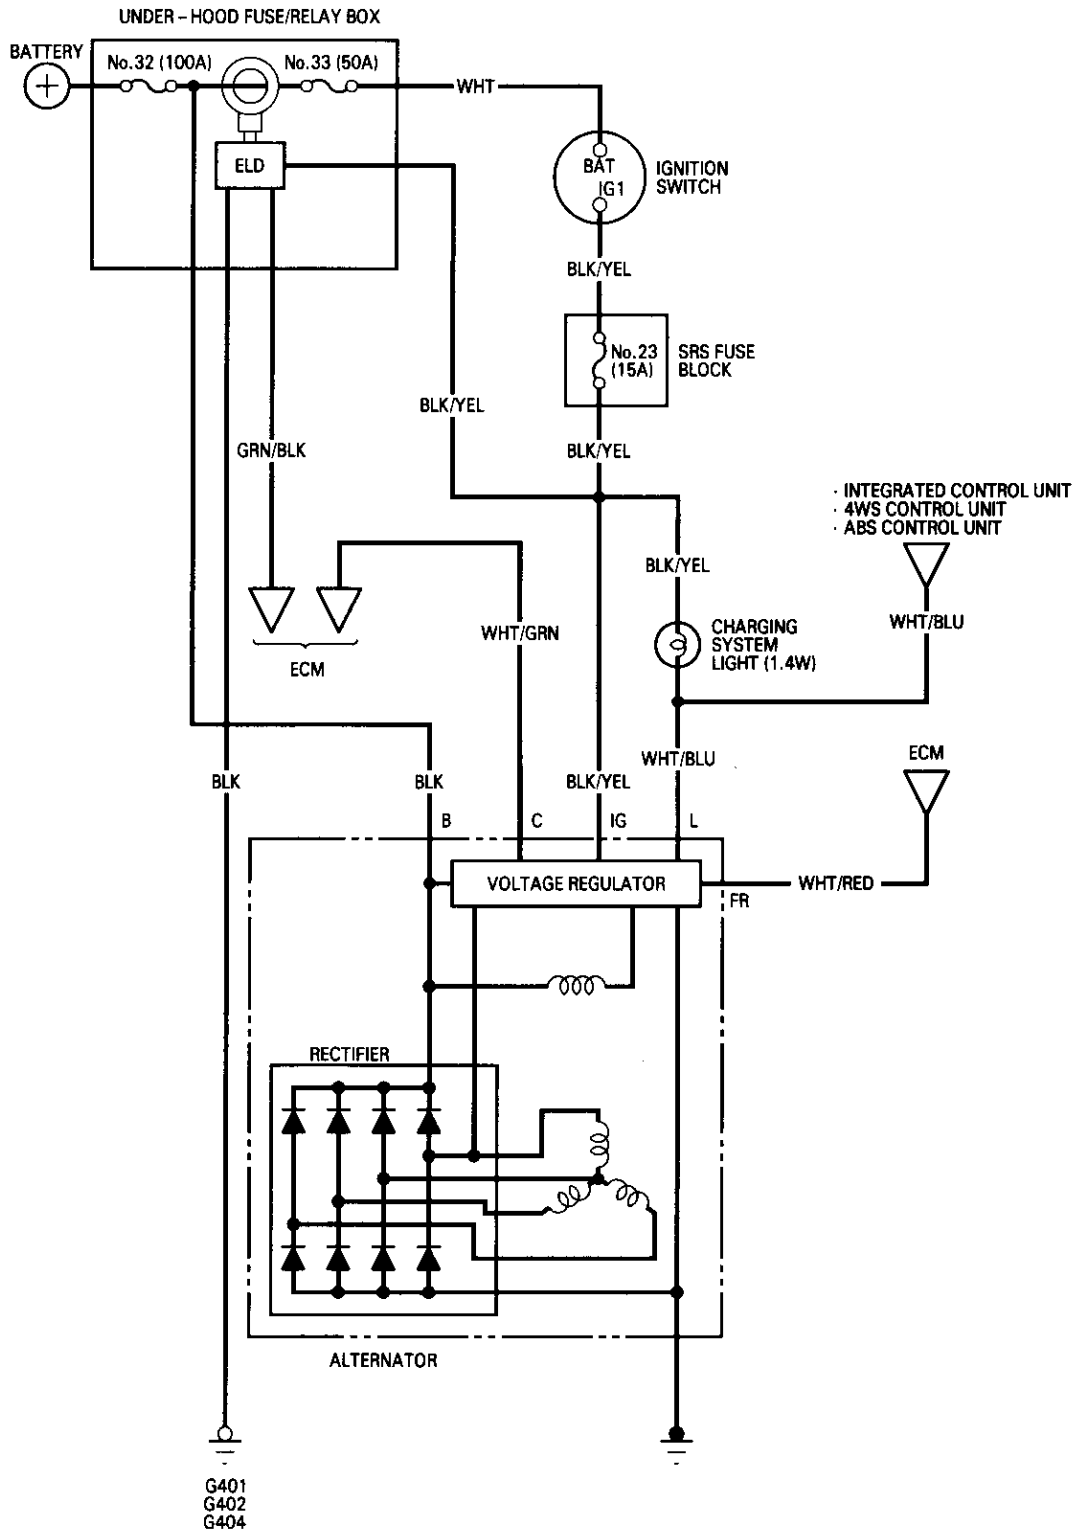 UNDER – HOOD FUSE/RELAY BOX
BATTERY
No.32 (100A)
No.33 (50A)
WHT
ELD
BAT
IG1
IGNITION
SWITCH
BLK/YEL
No.23
(15A)
SRS FUSE
BLOCK
BLK/YEL
GRN/BLK
BLK/YEL
· INTEGRATED CONTROL UNIT
· 4WS CONTROL UNIT
· ABS CONTROL UNIT
BLK/YEL
WHT/BLU
WHT/GRN
CHARGING
SYSTEM
LIGHT (1.4W)
ECM
WHT/BLU
ECM
BLK
BLK
BLK/YEL
B
C
IG
L
VOLTAGE REGULATOR
WHT/RED
FR
RECTIFIER
ALTERNATOR
G401
G402
G404